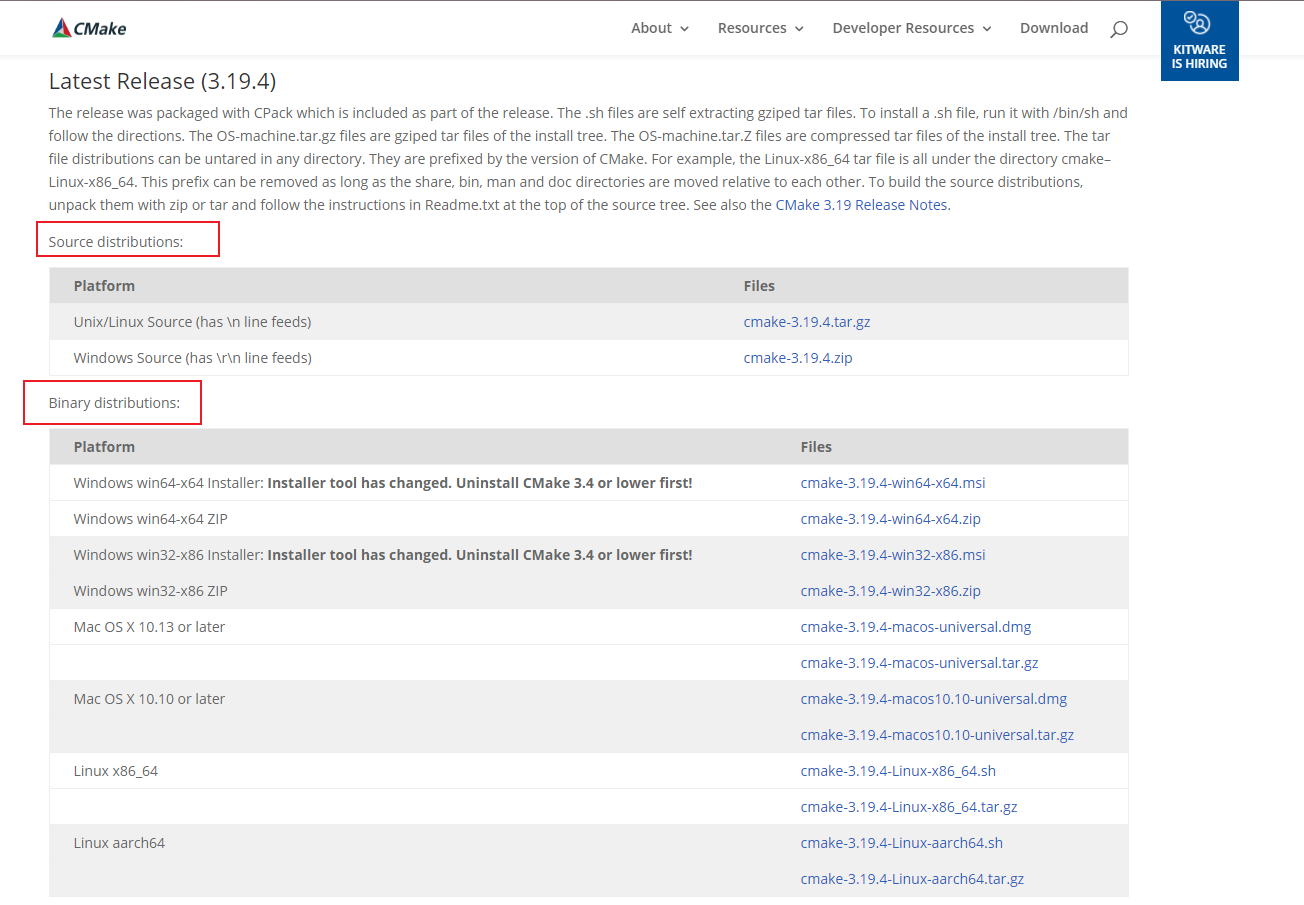 CMake
About
Resources
Developer Resources
Download
KITWARE
IS HIRING
Latest Release (3.19.4)
The release was packaged with CPack which is included as part of the release. The .sh files are self extracting gziped tar files. To install a .sh file, run it with /bin/sh and
follow the directions. The OS-machine.tar.gz files are gziped tar files of the install tree. The OS-machine.tar.Z files are compressed tar files of the install tree. The tar
file distributions can be untared in any directory. They are prefixed by the version of CMake. For example, the Linux-x86_64 tar file is all under the directory cmake–
Linux-x86_64. This prefix can be removed as long as the share, bin, man and doc directories are moved relative to each other. To build the source distributions,
unpack them with zip or tar and follow the instructions in Readme.txt at the top of the source tree. See also the CMake 3.19 Release Notes.
Source distributions:
Platform Files
Unix/Linux Source (has \n line feeds) cmake-3.19.4.tar.gz
Windows Source (has \r\n line feeds) cmake-3.19.4.zip
Binary distributions:
Platform Files
Windows win64-x64 Installer: Installer tool has changed. Uninstall CMake 3.4 or lower first! cmake-3.19.4-win64-x64.msi
Windows win64-x64 ZIP cmake-3.19.4-win64-x64.zip
Windows win32-x86 Installer: Installer tool has changed. Uninstall CMake 3.4 or lower first! cmake-3.19.4-win32-x86.msi
Windows win32-x86 ZIP cmake-3.19.4-win32-x86.zip
Mac OS X 10.13 or later cmake-3.19.4-macos-universal.dmg
cmake-3.19.4-macos-universal.tar.gz
Mac OS X 10.10 or later cmake-3.19.4-macos10.10-universal.dmg
cmake-3.19.4-macos10.10-universal.tar.gz
Linux x86_64 cmake-3.19.4-Linux-x86_64.sh
cmake-3.19.4-Linux-x86_64.tar.gz
Linux aarch64 cmake-3.19.4-Linux-aarch64.sh
cmake-3.19.4-Linux-aarch64.tar.gz